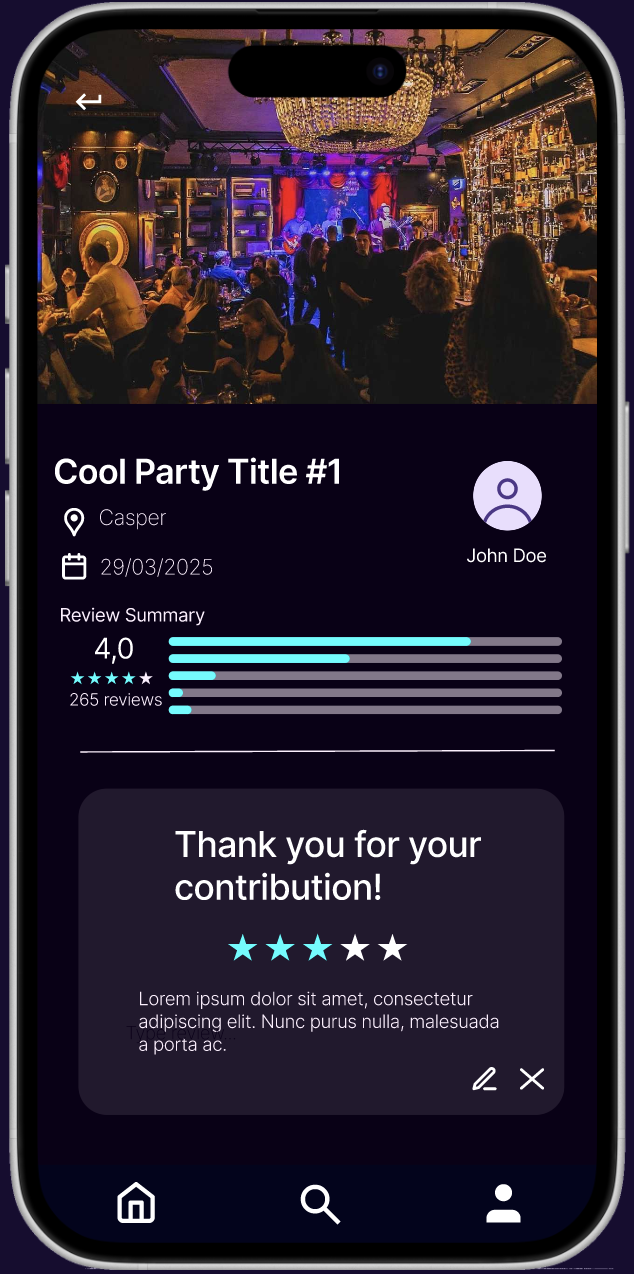 Cool Party Title #1
Casper
29/03/2025
John Doe
Review Summary
4,0
265 reviews
Thank you for your
contribution!
Lorem ipsum dolor sit amet, consectetur
adipiscing elit. Nunc purus nulla, malesuada
a porta ac.